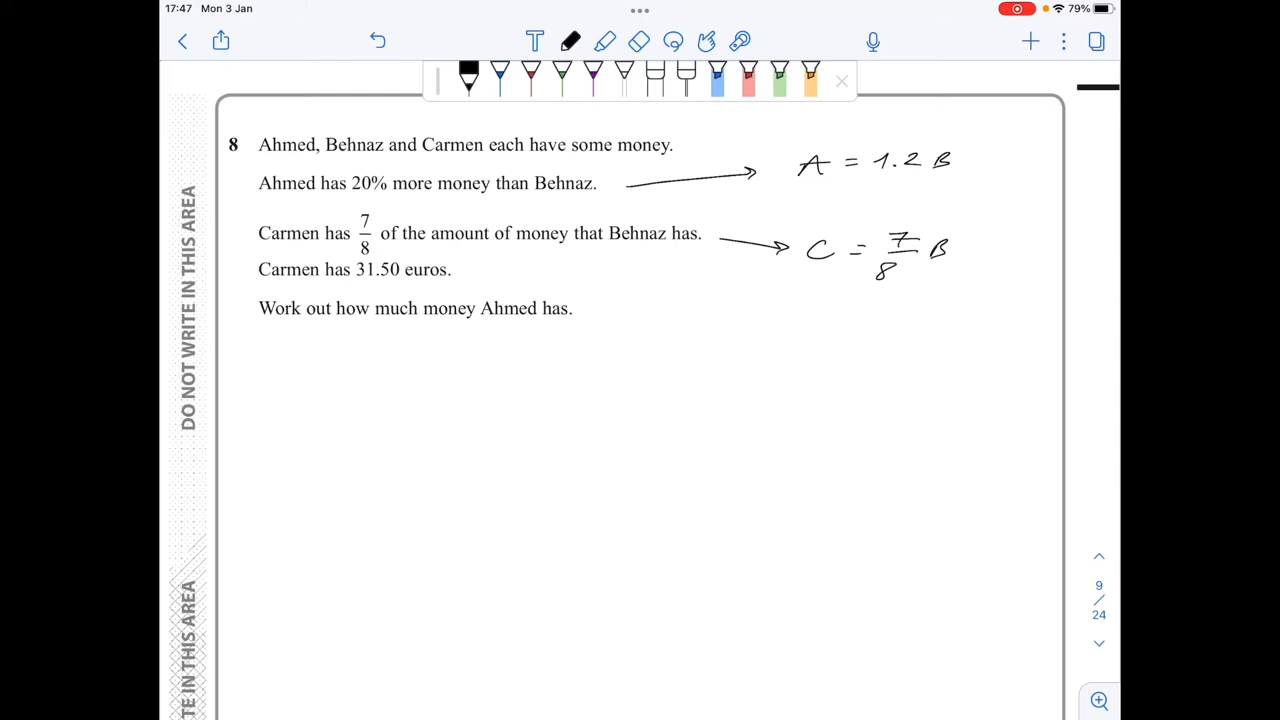 17:47 Mon 3 Jan
79%
8 Ahmed, Behnaz and Carmen each have some money.
A = 1.2 B
Ahmed has 20% more money than Behnaz.
Carmen has 7/8 of the amount of money that Behnaz has.
C = 7/8 B
Carmen has 31.50 euros.
Work out how much money Ahmed has.
DO NOT WRITE IN THIS AREA
TE IN THIS AREA
9
/
24